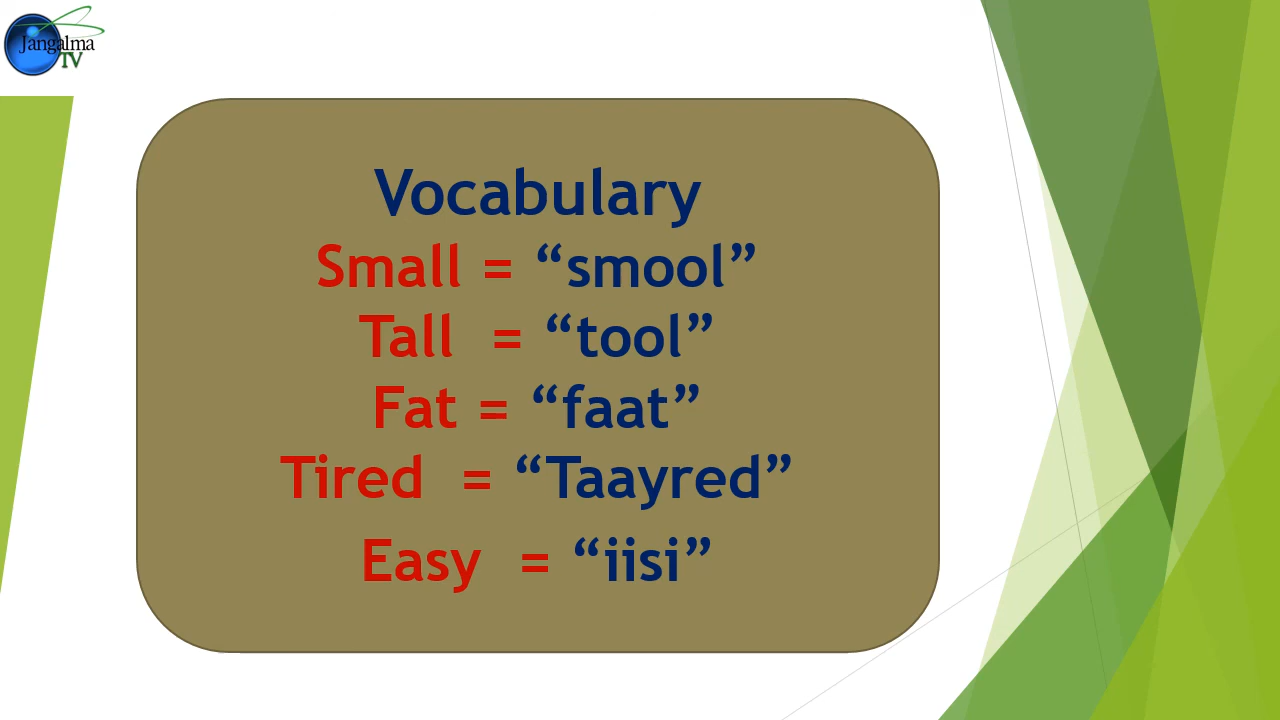 Jangalma
TV
Vocabulary
Small = “smool”
Tall = “tool”
Fat = “faat”
Tired = “Taayred”
Easy = “iisi”